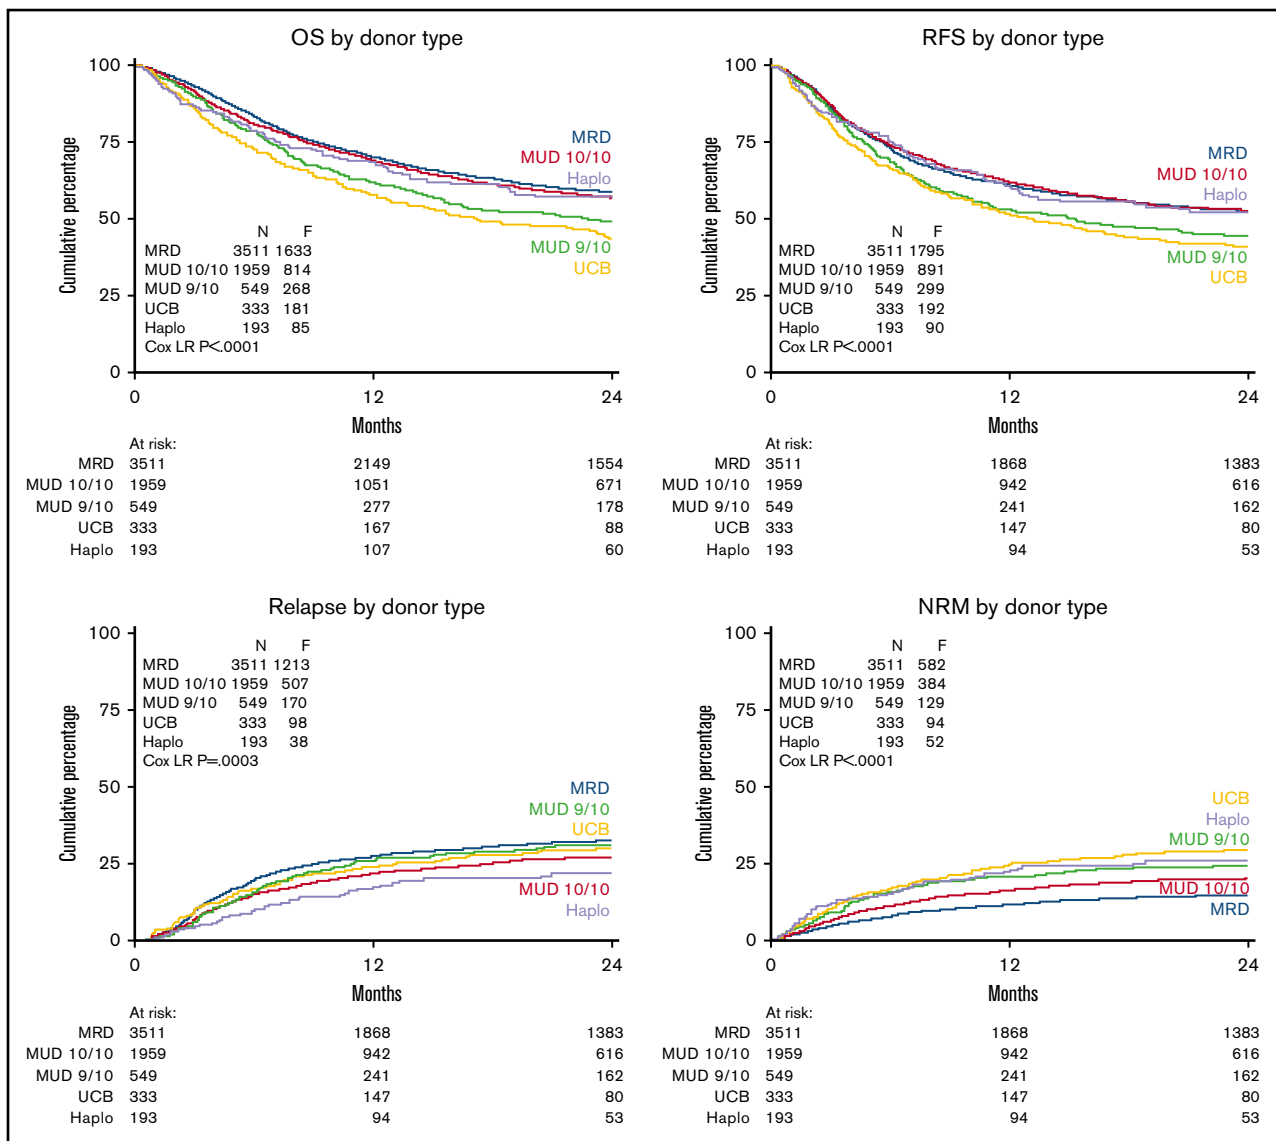 OS by donor type
100
75
50
25
0
Cumulative percentage
MRD
MUD 10/10
Haplo
MUD 9/10
UCB
N F
MRD 3511 1633
MUD 10/10 1959 814
MUD 9/10 549 268
UCB 333 181
Haplo 193 85
Cox LR P<.0001
0 12 24
Months
At risk:
MRD 3511 2149 1554
MUD 10/10 1959 1051 671
MUD 9/10 549 277 178
UCB 333 167 88
Haplo 193 107 60
RFS by donor type
100
75
50
25
0
Cumulative percentage
MRD
MUD 10/10
Haplo
MUD 9/10
UCB
N F
MRD 3511 1795
MUD 10/10 1959 891
MUD 9/10 549 299
UCB 333 192
Haplo 193 90
Cox LR P<.0001
0 12 24
Months
At risk:
MRD 3511 1868 1383
MUD 10/10 1959 942 616
MUD 9/10 549 241 162
UCB 333 147 80
Haplo 193 94 53
Relapse by donor type
100
75
50
25
0
Cumulative percentage
N F
MRD 3511 1213
MUD 10/10 1959 507
MUD 9/10 549 170
UCB 333 98
Haplo 193 38
Cox LR P=.0003
MRD
MUD 9/10
UCB
MUD 10/10
Haplo
0 12 24
Months
At risk:
MRD 3511 1868 1383
MUD 10/10 1959 942 616
MUD 9/10 549 241 162
UCB 333 147 80
Haplo 193 94 53
NRM by donor type
100
75
50
25
0
Cumulative percentage
N F
MRD 3511 582
MUD 10/10 1959 384
MUD 9/10 549 129
UCB 333 94
Haplo 193 52
Cox LR P<.0001
UCB
Haplo
MUD 9/10
MUD 10/10
MRD
0 12 24
Months
At risk:
MRD 3511 1868 1383
MUD 10/10 1959 942 616
MUD 9/10 549 241 162
UCB 333 147 80
Haplo 193 94 53